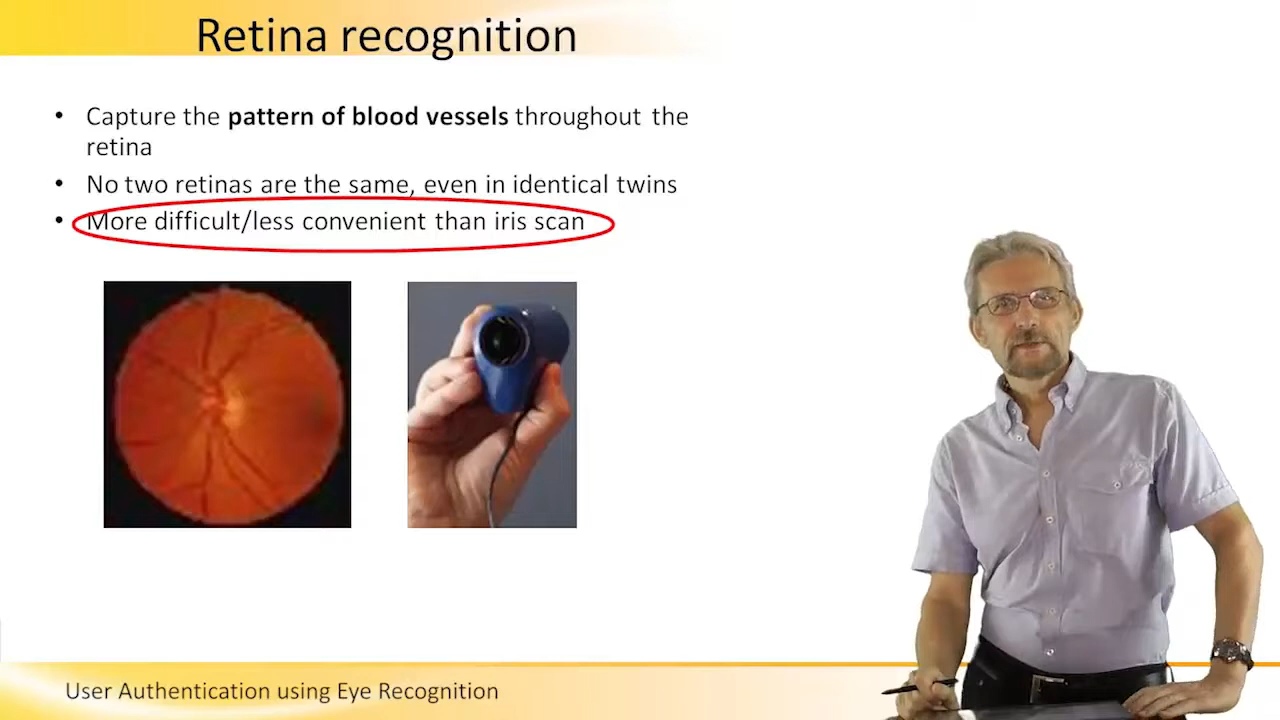 Retina recognition
• Capture the pattern of blood vessels throughout the
retina
• No two retinas are the same, even in identical twins
• More difficult/less convenient than iris scan
User Authentication using Eye Recognition